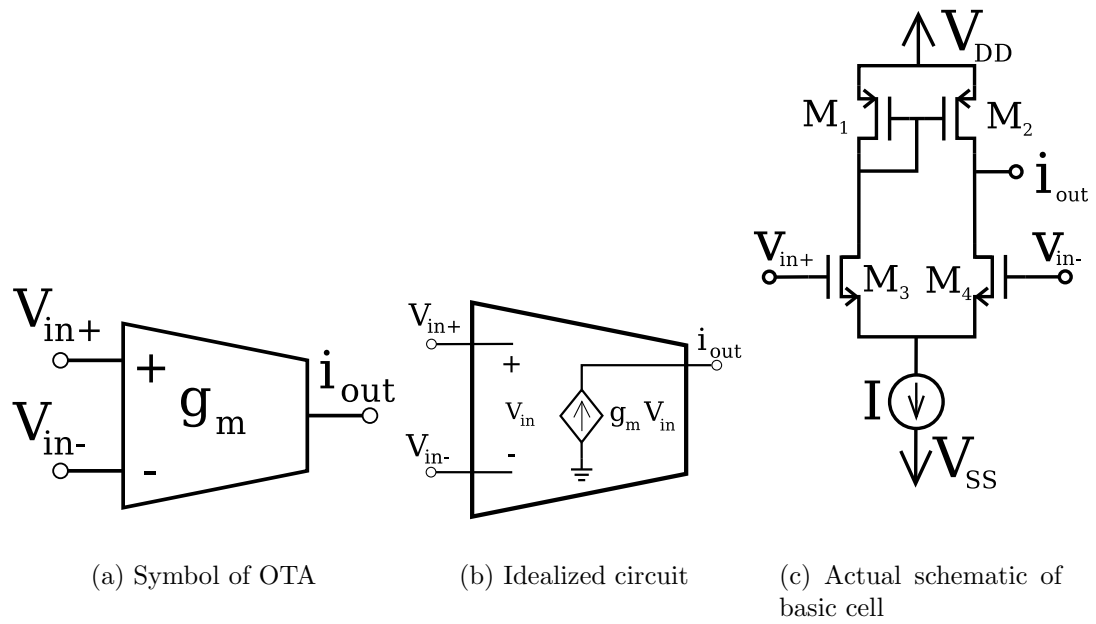 V_in+
V_in-
+
g_m
-
i_out
(a) Symbol of OTA
V_in+
V_in-
+
V_in
-
g_m V_in
i_out
(b) Idealized circuit
V_DD
M_1
M_2
i_out
V_in+
V_in-
M_3
M_4
I
V_SS
(c) Actual schematic of
basic cell